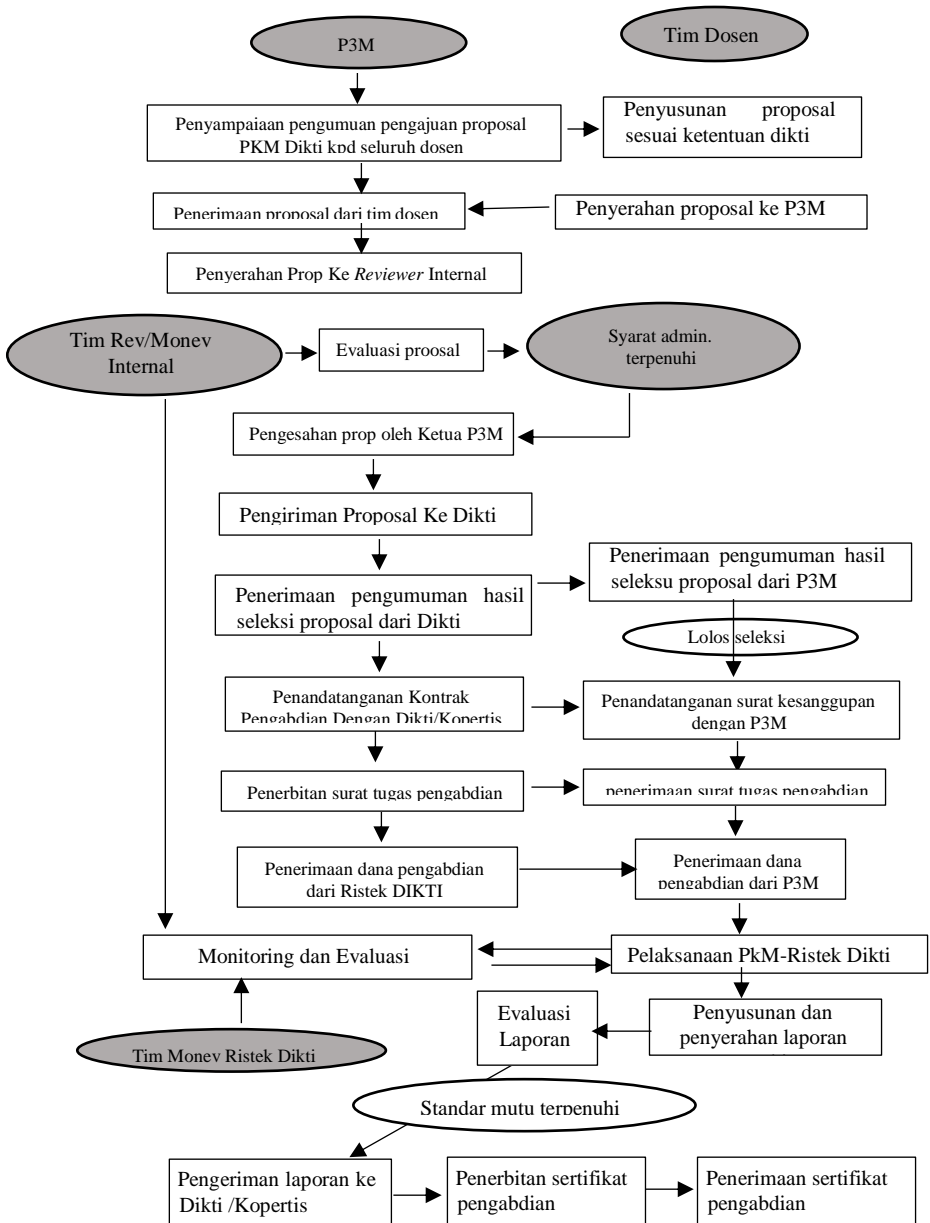 P3M
Tim Dosen
Penyampaiaan pengumuan pengajuan proposal
PKM Dikti kpd seluruh dosen
Penyusunan proposal
sesuai ketentuan dikti
Penerimaan proposal dari tim dosen
Penyerahan proposal ke P3M
Penyerahan Prop Ke Reviewer Internal
Tim Rev/Monev
Internal
Evaluasi proosal
Syarat admin.
terpenuhi
Pengesahan prop oleh Ketua P3M
Pengiriman Proposal Ke Dikti
Penerimaan pengumuman hasil
seleksi proposal dari Dikti
Penerimaan pengumuman hasil
seleksu proposal dari P3M
Lolos seleksi
Penandatanganan Kontrak
Pengabdian Dengan Dikti/Kopertis
Penandatanganan surat kesanggupan
dengan P3M
Penerbitan surat tugas pengabdian
penerimaan surat tugas pengabdian
Penerimaan dana pengabdian
dari Ristek DIKTI
Penerimaan dana
pengabdian dari P3M
Monitoring dan Evaluasi
Pelaksanaan PkM-Ristek Dikti
Evaluasi
Laporan
Penyusunan dan
penyerahan laporan
Tim Monev Ristek Dikti
Standar mutu terpenuhi
Pengeriman laporan ke
Dikti /Kopertis
Penerbitan sertifikat
pengabdian
Penerimaan sertifikat
pengabdian